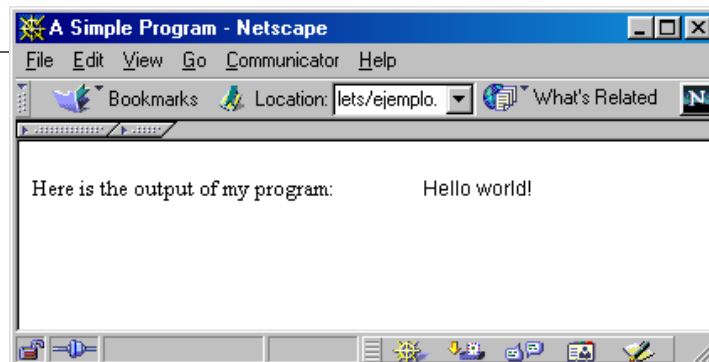 A Simple Program - Netscape
File Edit View Go Communicator Help
Bookmarks Location: lets/ejemplo. What's Related N
Here is the output of my program: Hello world!